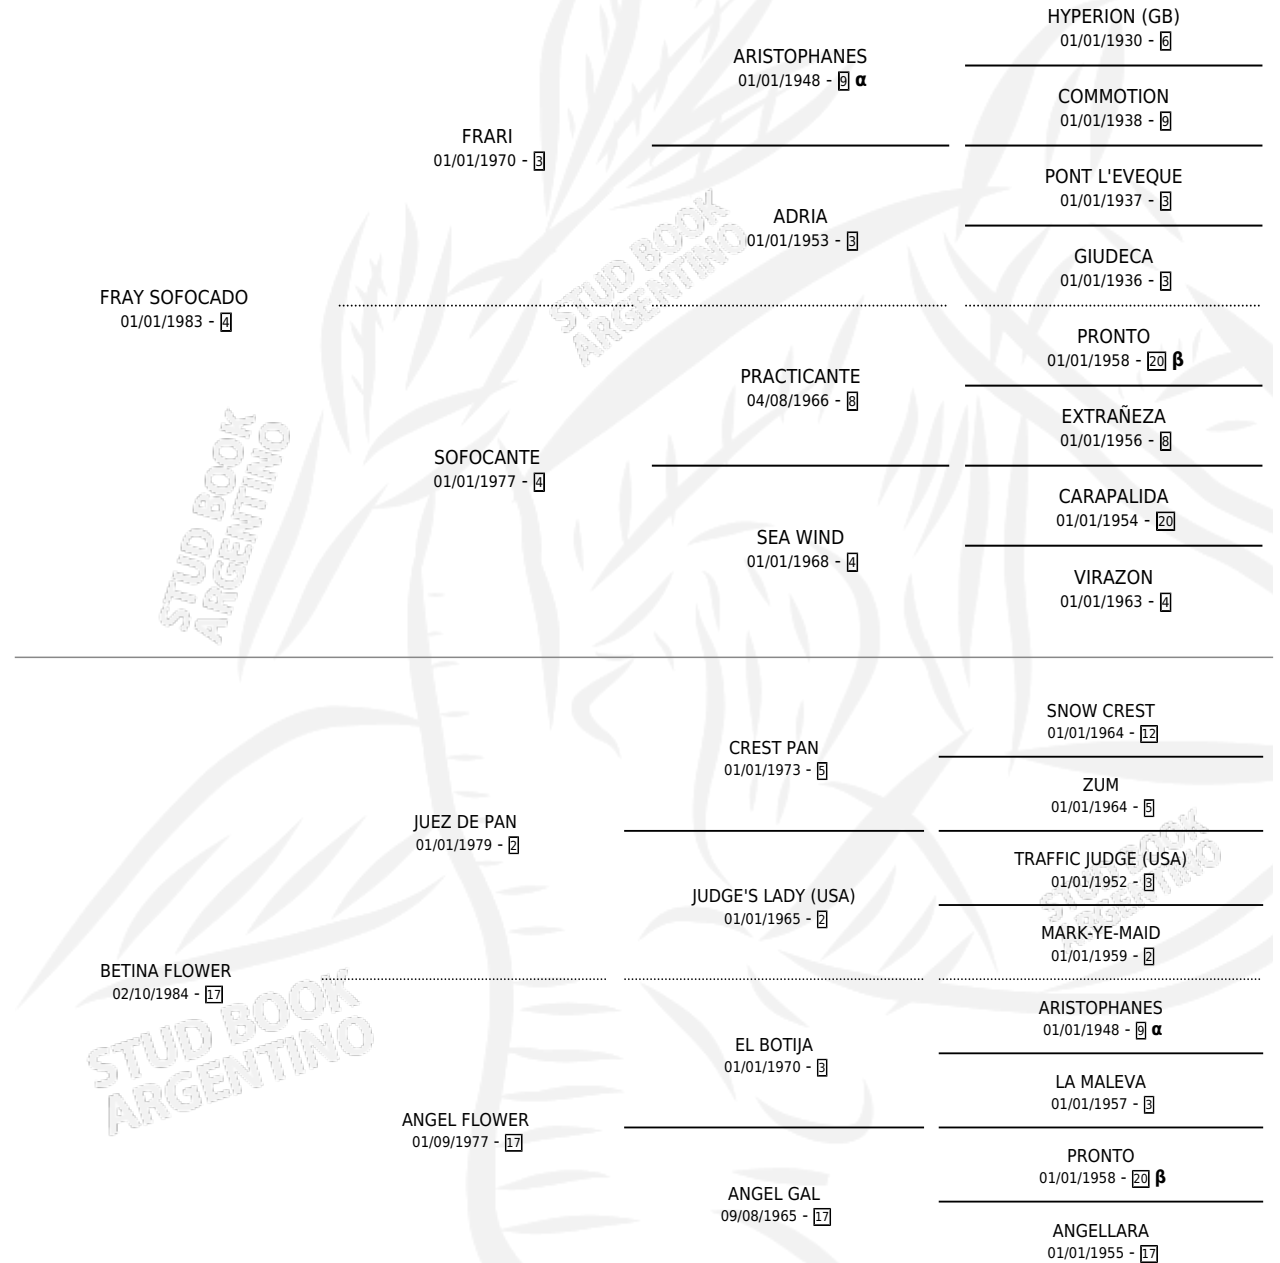 HYPERION (GB)
01/01/1930 - 6
ARISTOPHANES
01/01/1948 - 9 α
COMMOTION
01/01/1938 - 9
FRARI
01/01/1970 - 3
PONT L'EVEQUE
01/01/1937 - 3
ADRIA
01/01/1953 - 3
GIUDECA
01/01/1936 - 3
FRAY SOFOCADO
01/01/1983 - 4
PRONTO
01/01/1958 - 20 β
PRACTICANTE
04/08/1966 - 8
EXTRAÑEZA
01/01/1956 - 8
SOFOCANTE
01/01/1977 - 4
CARAPALIDA
01/01/1954 - 20
SEA WIND
01/01/1968 - 4
VIRAZON
01/01/1963 - 4
SNOW CREST
01/01/1964 - 12
CREST PAN
01/01/1973 - 5
ZUM
01/01/1964 - 5
JUEZ DE PAN
01/01/1979 - 2
TRAFFIC JUDGE (USA)
01/01/1952 - 3
JUDGE'S LADY (USA)
01/01/1965 - 2
MARK-YE-MAID
01/01/1959 - 2
BETINA FLOWER
02/10/1984 - 17
ARISTOPHANES
01/01/1948 - 9 α
EL BOTIJA
01/01/1970 - 3
LA MALEVA
01/01/1957 - 3
ANGEL FLOWER
01/09/1977 - 17
PRONTO
01/01/1958 - 20 β
ANGEL GAL
09/08/1965 - 17
ANGELLARA
01/01/1955 - 17
STUD BOOK
ARGENTINO
STUD BOOK
ARGENTINO
STUD BOOK
ARGENTINO
STUD BOOK
ARGENTINO